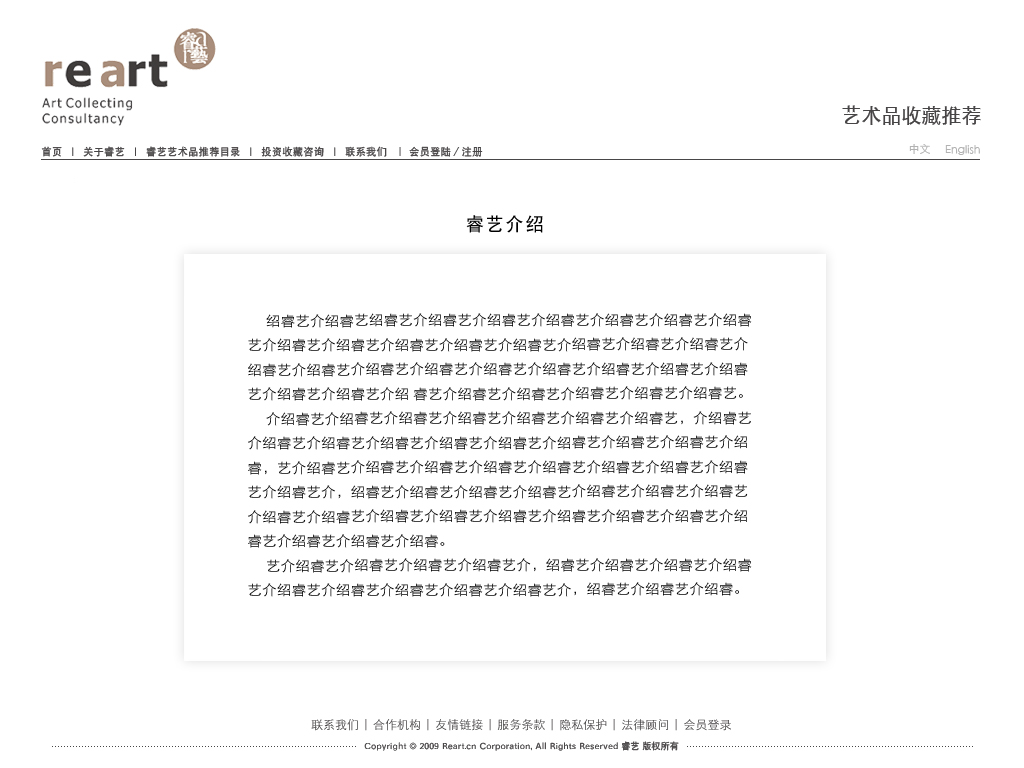 re art
睿藝
Art Collecting
Consultancy
艺术品收藏推荐
首页 | 关于睿艺 | 睿艺艺术品推荐目录 | 投资收藏咨询 | 联系我们 | 会员登陆 / 注册
中文 English
睿艺介绍
绍睿艺介绍睿艺绍睿艺介绍睿艺介绍睿艺介绍睿艺介绍睿艺介绍睿艺介绍睿
艺介绍睿艺介绍睿艺介绍睿艺介绍睿艺介绍睿艺介绍睿艺介绍睿艺介绍睿艺介
绍睿艺介绍睿艺介绍睿艺介绍睿艺介绍睿艺介绍睿艺介绍睿艺介绍睿艺介绍睿
艺介绍睿艺介绍睿艺介绍 睿艺介绍睿艺介绍睿艺介绍睿艺介绍睿艺介绍睿艺。
介绍睿艺介绍睿艺介绍睿艺介绍睿艺介绍睿艺介绍睿艺介绍睿艺，介绍睿艺
介绍睿艺介绍睿艺介绍睿艺介绍睿艺介绍睿艺介绍睿艺介绍睿艺介绍睿艺介绍
睿，艺介绍睿艺介绍睿艺介绍睿艺介绍睿艺介绍睿艺介绍睿艺介绍睿艺介绍睿
艺介绍睿艺介，绍睿艺介绍睿艺介绍睿艺介绍睿艺介绍睿艺介绍睿艺介绍睿艺
介绍睿艺介绍睿艺介绍睿艺介绍睿艺介绍睿艺介绍睿艺介绍睿艺介绍睿艺介绍
睿艺介绍睿艺介绍睿艺介绍睿。
艺介绍睿艺介绍睿艺介绍睿艺介绍睿艺介，绍睿艺介绍睿艺介绍睿艺介绍睿
艺介绍睿艺介绍睿艺介绍睿艺介绍睿艺介绍睿艺介，绍睿艺介绍睿艺介绍睿。
联系我们 | 合作机构 | 友情链接 | 服务条款 | 隐私保护 | 法律顾问 | 会员登录
Copyright © 2009 Reart.cn Corporation, All Rights Reserved 睿艺 版权所有